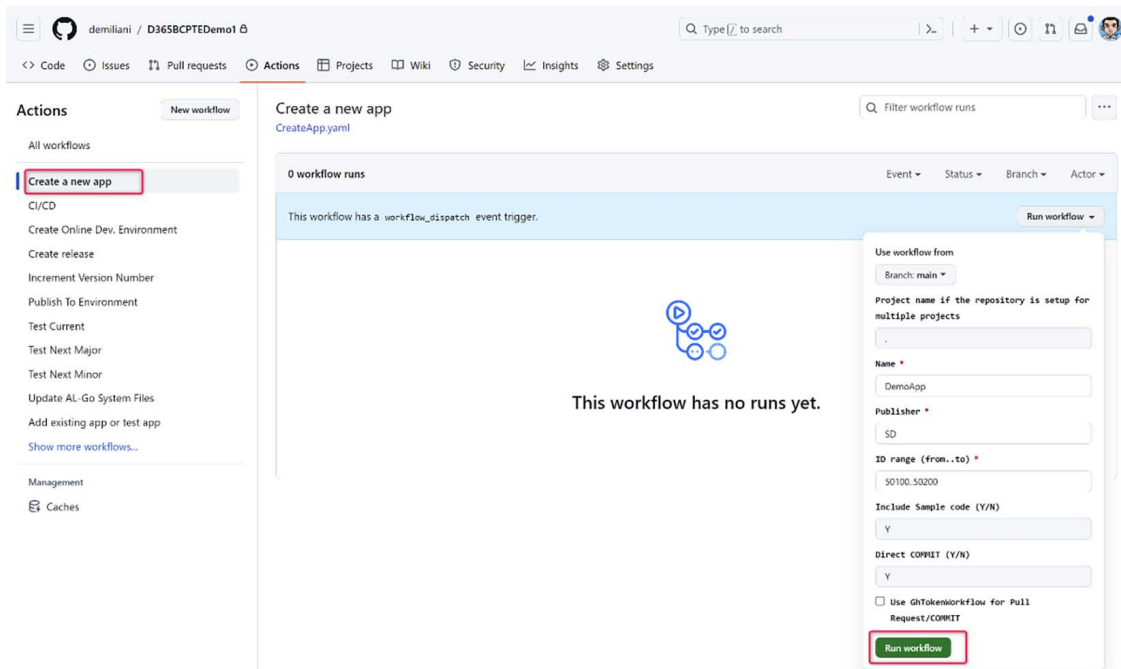 demiliani / D365BCPTEDemo1
Type / to search
Code
Issues
Pull requests
Actions
Projects
Wiki
Security
Insights
Settings
Actions
New workflow
All workflows
Create a new app
CI/CD
Create Online Dev. Environment
Create release
Increment Version Number
Publish To Environment
Test Current
Test Next Major
Test Next Minor
Update AL-Go System Files
Add existing app or test app
Show more workflows...
Management
Caches
Create a new app
CreateApp.yaml
Filter workflow runs
0 workflow runs
Event
Status
Branch
Actor
This workflow has a workflow_dispatch event trigger.
Run workflow
This workflow has no runs yet.
Use workflow from
Branch: main
Project name if the repository is setup for
multiple projects
.
Name *
DemoApp
Publisher *
SD
ID range (from..to) *
50100..50200
Include Sample code (Y/N)
Y
Direct COMMIT (Y/N)
Y
Use GhTokenWorkflow for Pull
Request/COMMIT
Run workflow